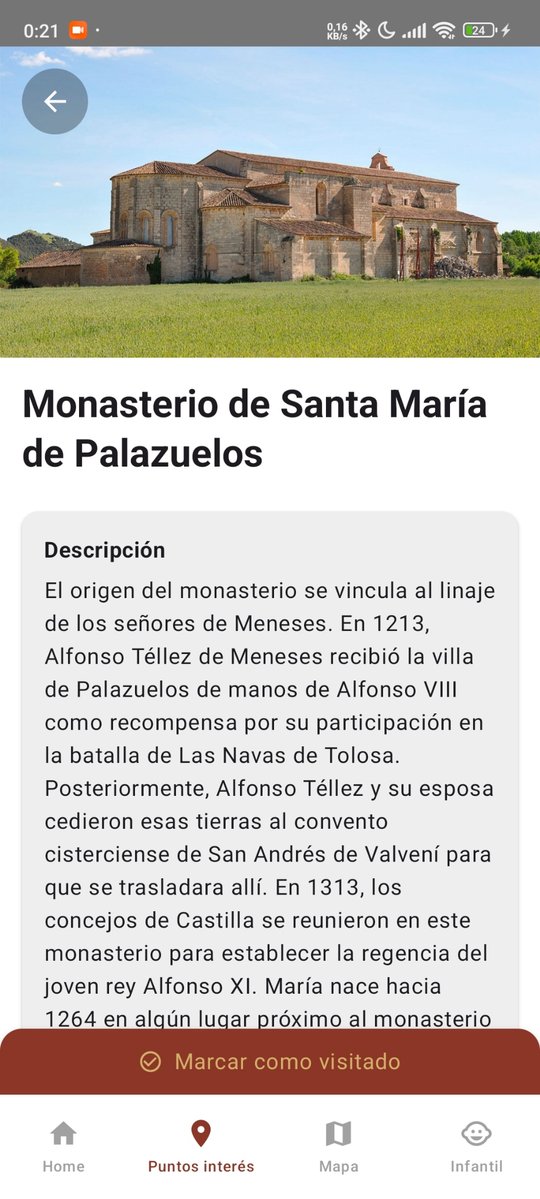 0:21
0,16
KB/s
24
Monasterio de Santa María
de Palazuelos
Descripción
El origen del monasterio se vincula al linaje
de los señores de Meneses. En 1213,
Alfonso Téllez de Meneses recibió la villa
de Palazuelos de manos de Alfonso VIII
como recompensa por su participación en
la batalla de Las Navas de Tolosa.
Posteriormente, Alfonso Téllez y su esposa
cedieron esas tierras al convento
cisterciense de San Andrés de Valvení para
que se trasladara allí. En 1313, los
concejos de Castilla se reunieron en este
monasterio para establecer la regencia del
joven rey Alfonso XI. María nace hacia
1264 en algún lugar próximo al monasterio
Marcar como visitado
Home
Puntos interés
Mapa
Infantil